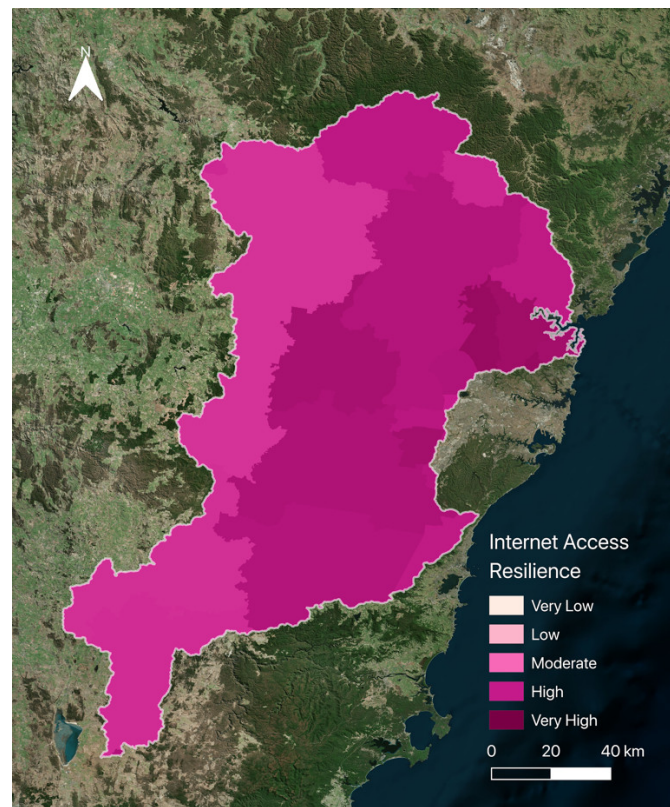 N
Internet Access
Resilience
Very Low
Low
Moderate
High
Very High
0 20 40 km